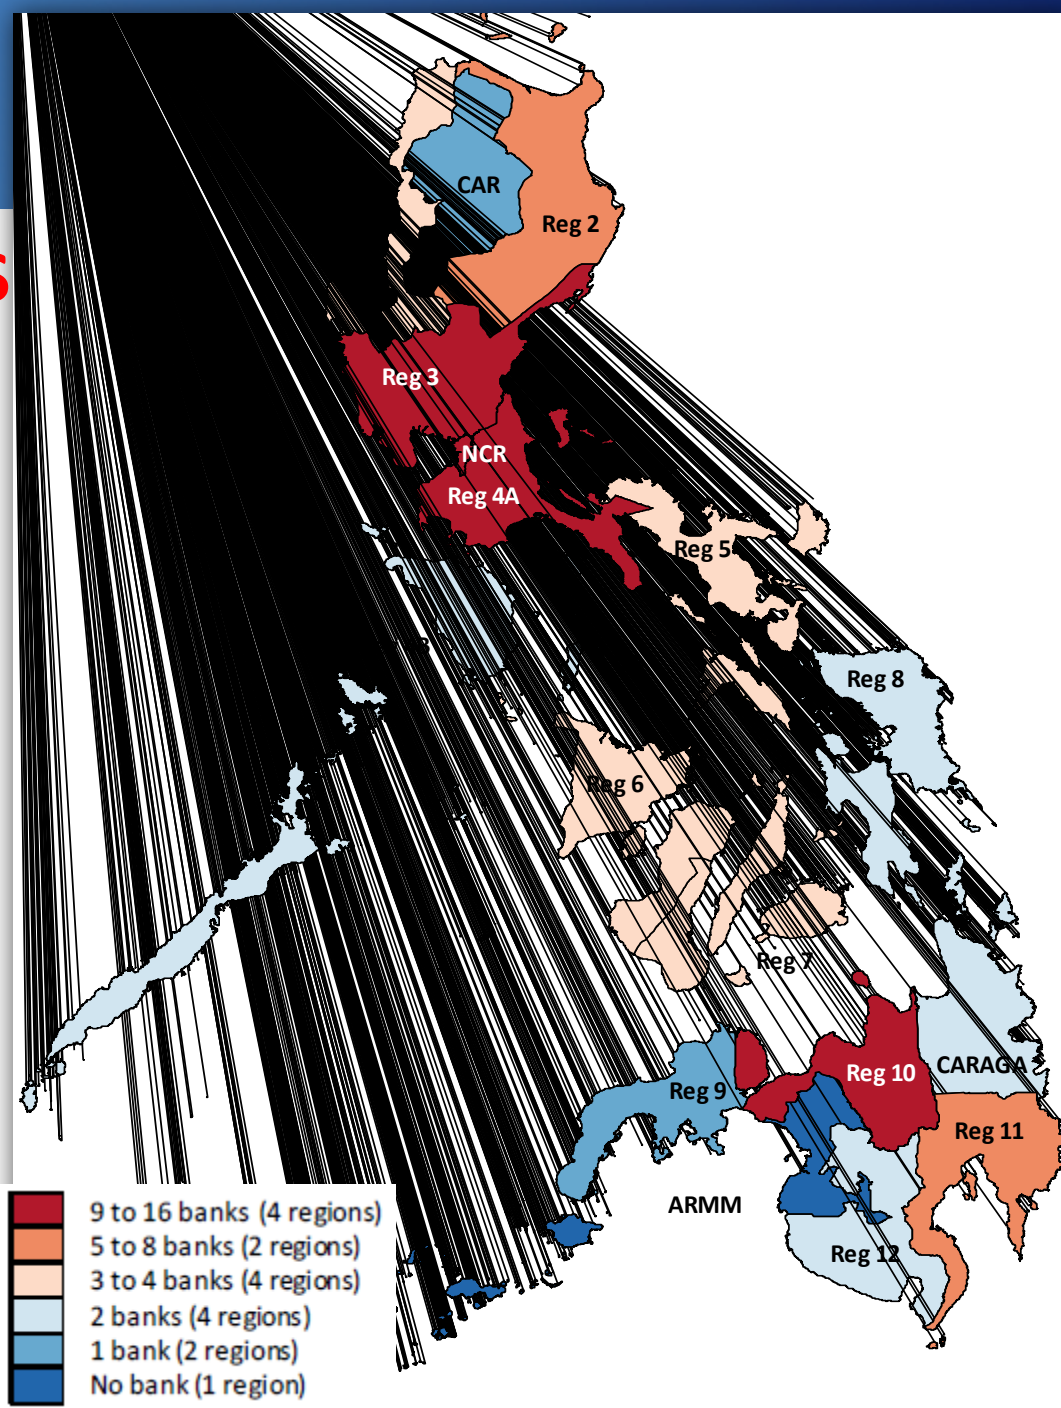 CAR
Reg 2
S
Reg 3
NCR
Reg 4A
Reg 5
Reg 8
Reg 6
Reg 7
Reg 10
CARAGA
Reg 9
Reg 11
ARMM
Reg 12
9 to 16 banks (4 regions)
5 to 8 banks (2 regions)
3 to 4 banks (4 regions)
2 banks (4 regions)
1 bank (2 regions)
No bank (1 region)